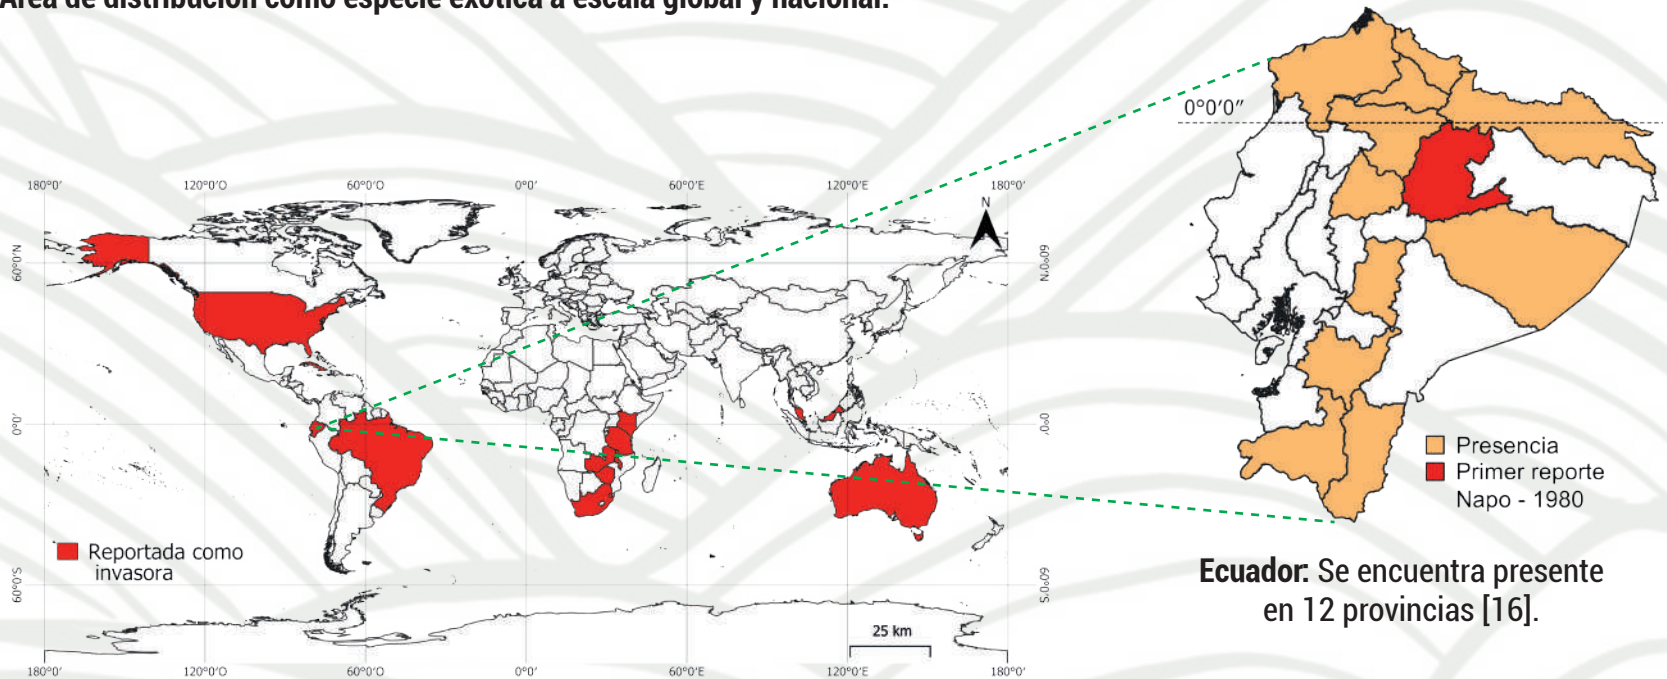 Área de distribución como especie exótica a escala global y nacional.
0°0'0"
180°0' 120°0'O 60°0'O 0°0' 60°0'E 120°0'E 180°0'
N
60°0'N 60°0'N
0°0' 0°0'
Presencia
Primer reporte
Napo - 1980
Reportada como
invasora
60°0'S 60°0'S
Ecuador: Se encuentra presente
en 12 provincias [16].
25 km
180°0' 120°0'O 60°0'O 0°0' 60°0'E 120°0'E 180°0'